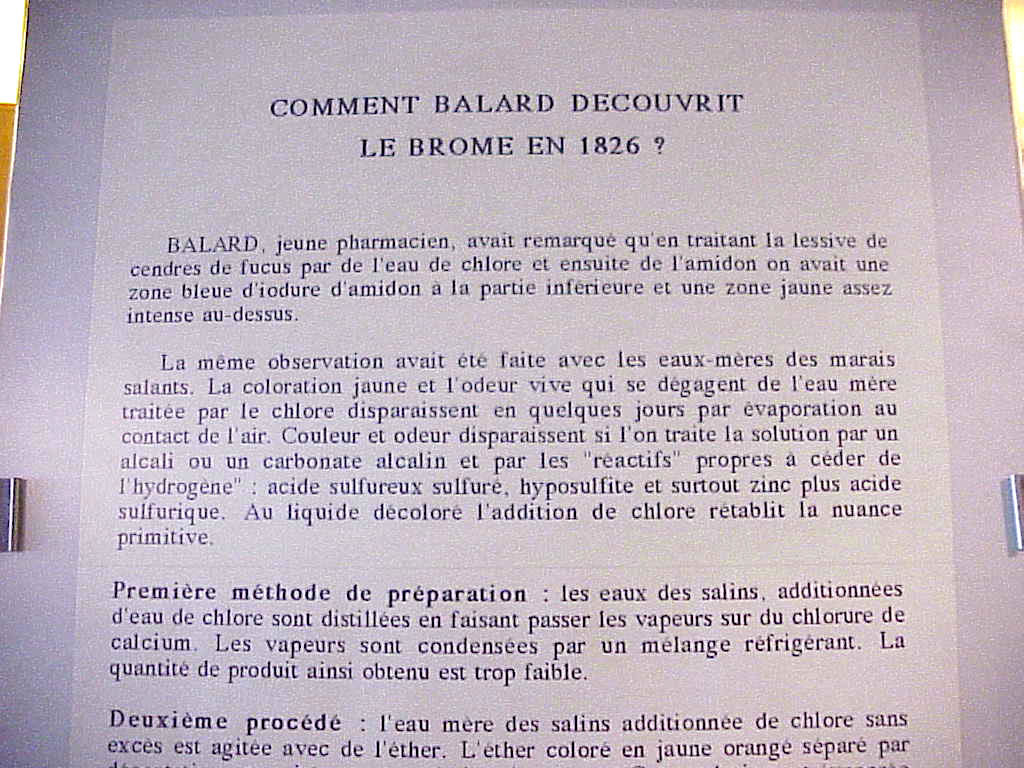 COMMENT BALARD DECOUVRIT
LE BROME EN 1826 ?
BALARD, jeune pharmacien, avait remarqué qu'en traitant la lessive de
cendres de fucus par de l'eau de chlore et ensuite de l'amidon on avait une
zone bleue d'iodure d'amidon à la partie inférieure et une zone jaune assez
intense au-dessus.
La même observation avait été faite avec les eaux-mères des marais
salants. La coloration jaune et l'odeur vive qui se dégagent de l'eau mère
traitée par le chlore disparaissent en quelques jours par évaporation au
contact de l'air. Couleur et odeur disparaissent si l'on traite la solution par un
alcali ou un carbonate alcalin et par les "réactifs" propres à céder de
l'hydrogène" : acide sulfureux sulfuré, hyposulfite et surtout zinc plus acide
sulfurique. Au liquide décoloré l'addition de chlore rétablit la nuance
primitive.
Première méthode de préparation : les eaux des salins, additionnées
d'eau de chlore sont distillées en faisant passer les vapeurs sur du chlorure de
calcium. Les vapeurs sont condensées par un mélange réfrigérant. La
quantité de produit ainsi obtenu est trop faible.
Deuxième procédé : l'eau mère des salins additionnée de chlore sans
excès est agitée avec de l'éther. L'éther coloré en jaune orangé séparé par